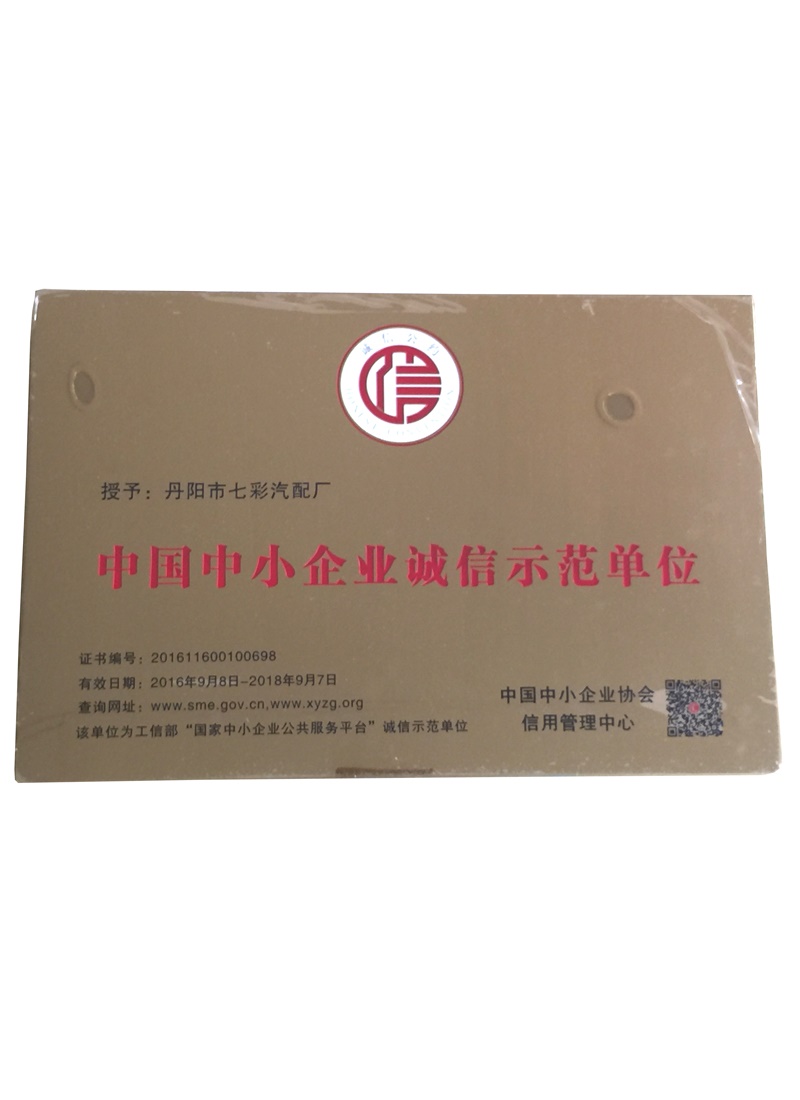 诚信公约
信
授予：丹阳市七彩汽配厂
中国中小企业诚信示范单位
证书编号：201611600100698
有效日期：2016年9月8日-2018年9月7日
查询网址：www.sme.gov.cn,www.xyzg.org
该单位为工信部“国家中小企业公共服务平台”诚信示范单位
中国中小企业协会
信用管理中心